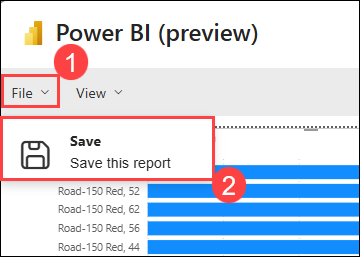 Power BI (preview)
1
File View
Save
Save this report
2
Road-150 Red, 52
Road-150 Red, 62
Road-150 Red, 56
Road-150 Red, 44